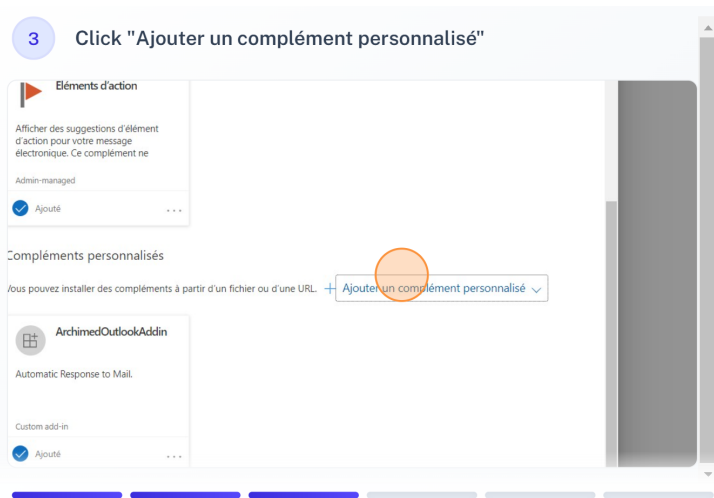 3 Click "Ajouter un complément personnalisé"
Eléments d'action
Afficher des suggestions d'élément
d'action pour votre message
électronique. Ce complément ne
Admin-managed
Ajouté ...
Compléments personnalisés
Vous pouvez installer des compléments à partir d'un fichier ou d'une URL. + Ajouter un complément personnalisé
ArchimedOutlookAddin
Automatic Response to Mail.
Custom add-in
Ajouté ...